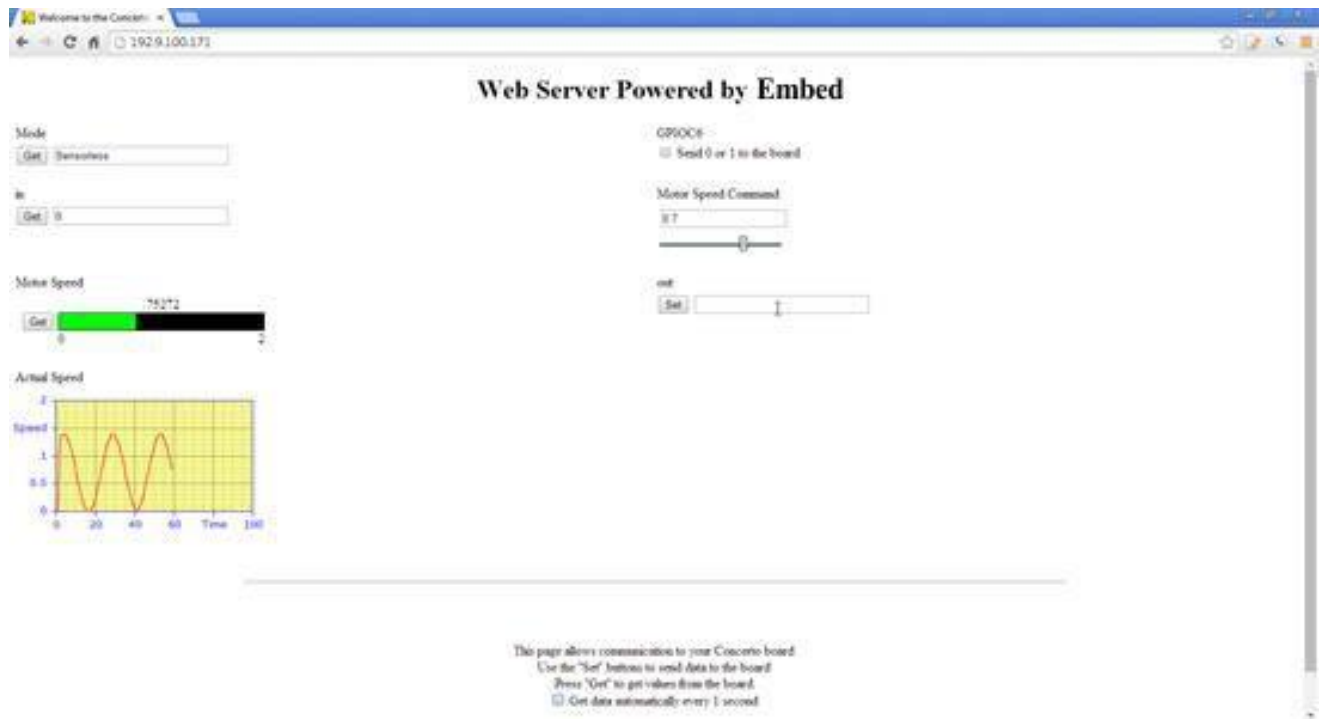 Welcome to the Concerto
192.9.100.171
Web Server Powered by Embed
Mode
Get Sensorless
in
Get 0
Motor Speed
Get
0 2
Actual Speed
2
Speed
1
0.5
0
0 20 40 60 Time 100
GPIOC6
Send 0 or 1 to the board
Motor Speed Command
out
Set
This page allows communication to your Concerto board
Use the "Set" buttons to send data to the board
Press "Get" to get values from the board.
Get data automatically every 1 second